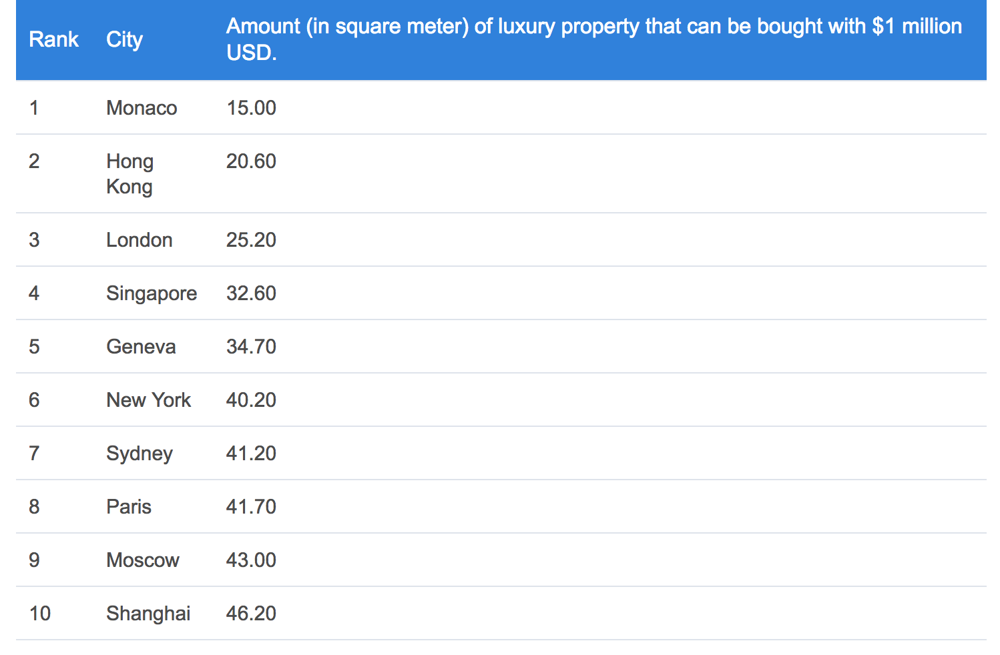 Rank City Amount (in square meter) of luxury property that can be bought with $1 million
USD.
1 Monaco 15.00
2 Hong 20.60
Kong
3 London 25.20
4 Singapore 32.60
5 Geneva 34.70
6 New York 40.20
7 Sydney 41.20
8 Paris 41.70
9 Moscow 43.00
10 Shanghai 46.20